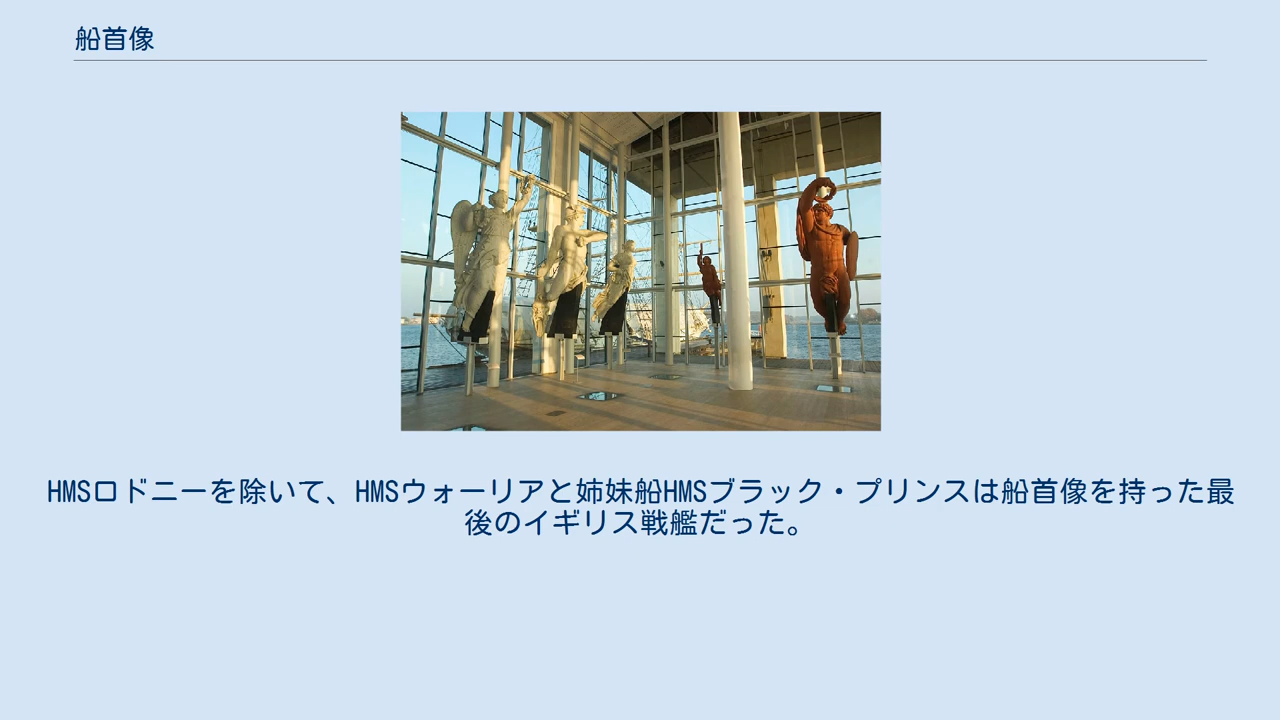 船首像
HMSロドニーを除いて、HMSウォーリアと姉妹船HMSブラック・プリンスは船首像を持った最
後のイギリス戦艦だった。